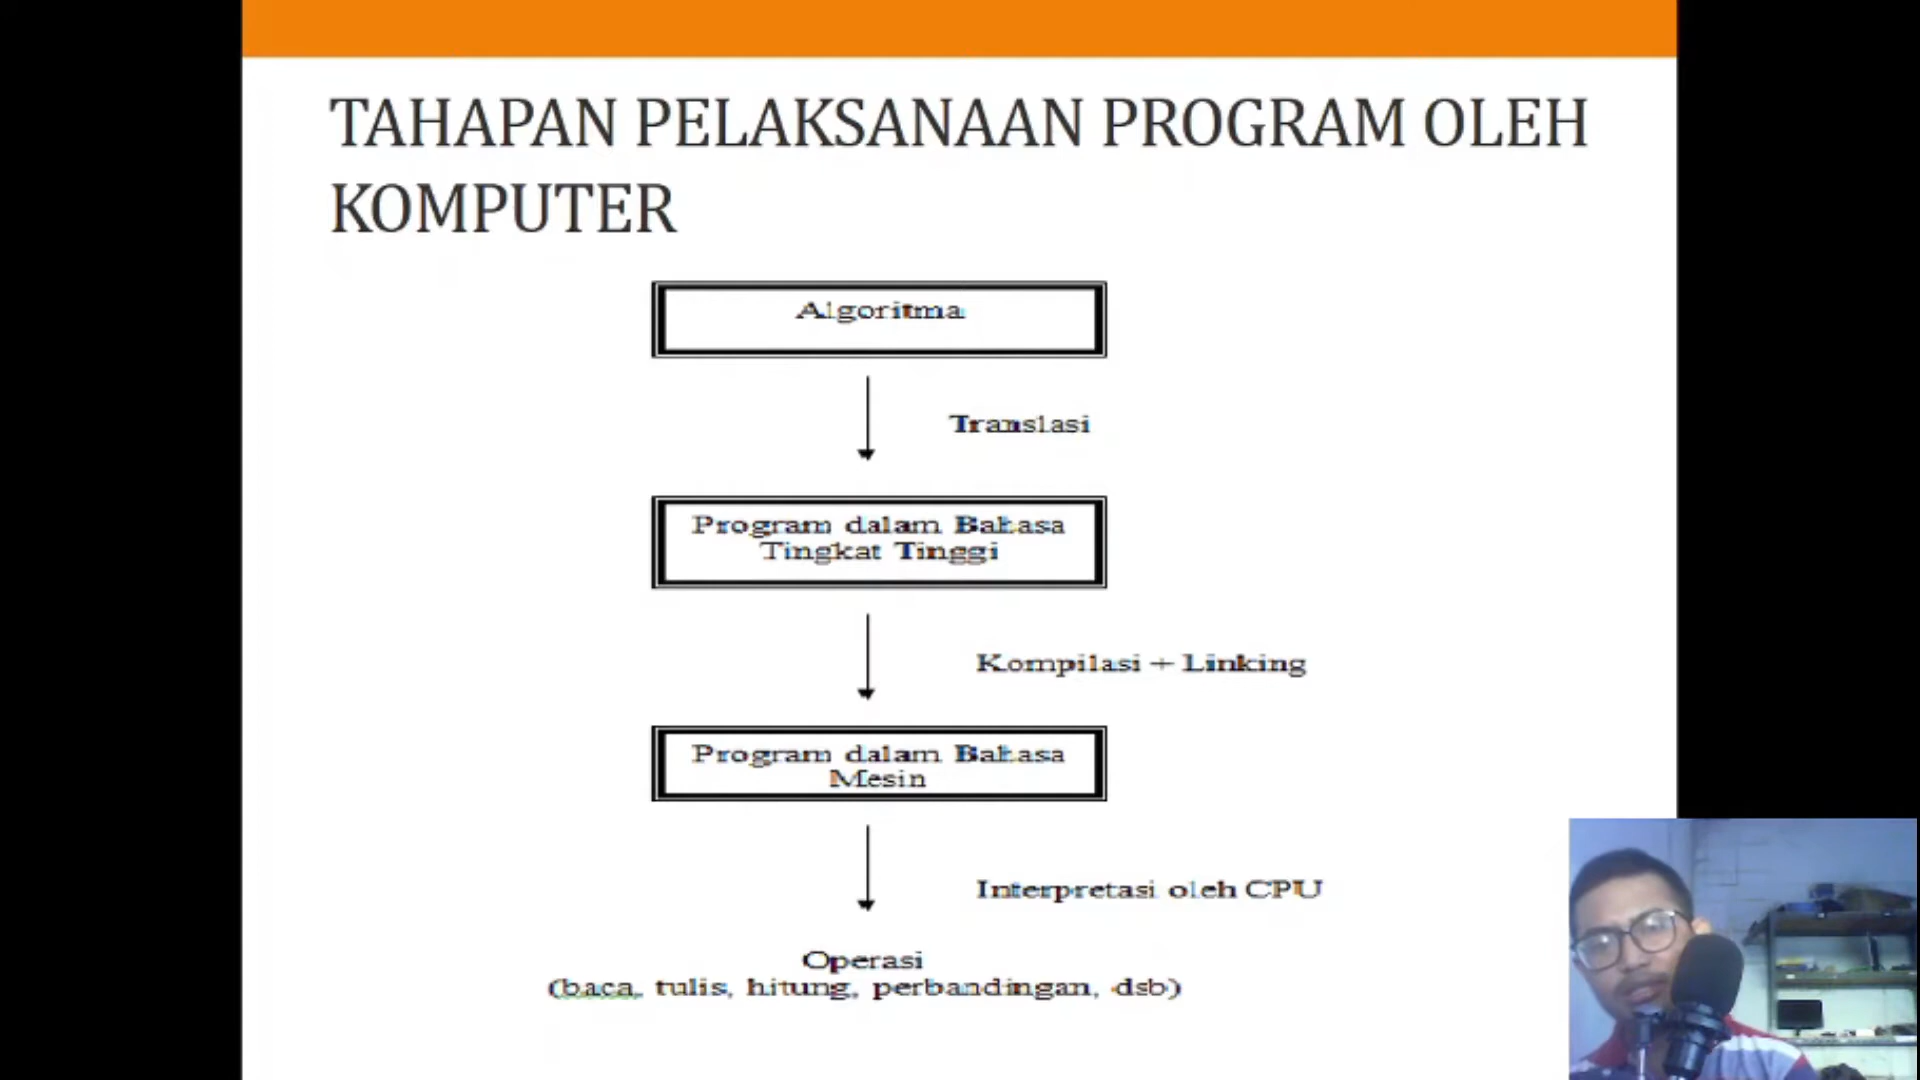 TAHAPAN PELAKSANAAN PROGRAM OLEH
KOMPUTER
Algoritma
Translasi
Program dalam Bahasa
Tingkat Tinggi
Kompilasi + Linking
Program dalam Bahasa
Mesin
Interpretasi oleh CPU
Operasi
(baca, tulis, hitung, perbandingan, dsb)